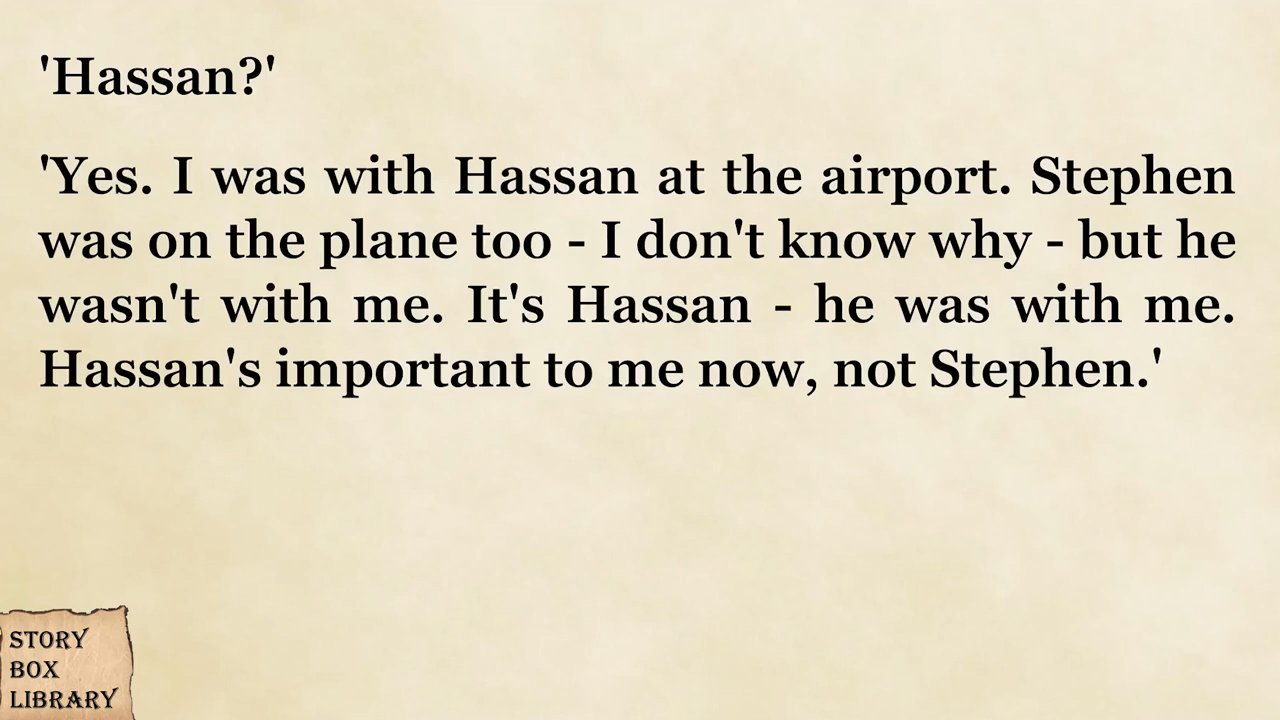 'Hassan?'
'Yes. I was with Hassan at the airport. Stephen
was on the plane too - I don't know why - but he
wasn't with me. It's Hassan - he was with me.
Hassan's important to me now, not Stephen.'
STORY
BOX
LIBRARY